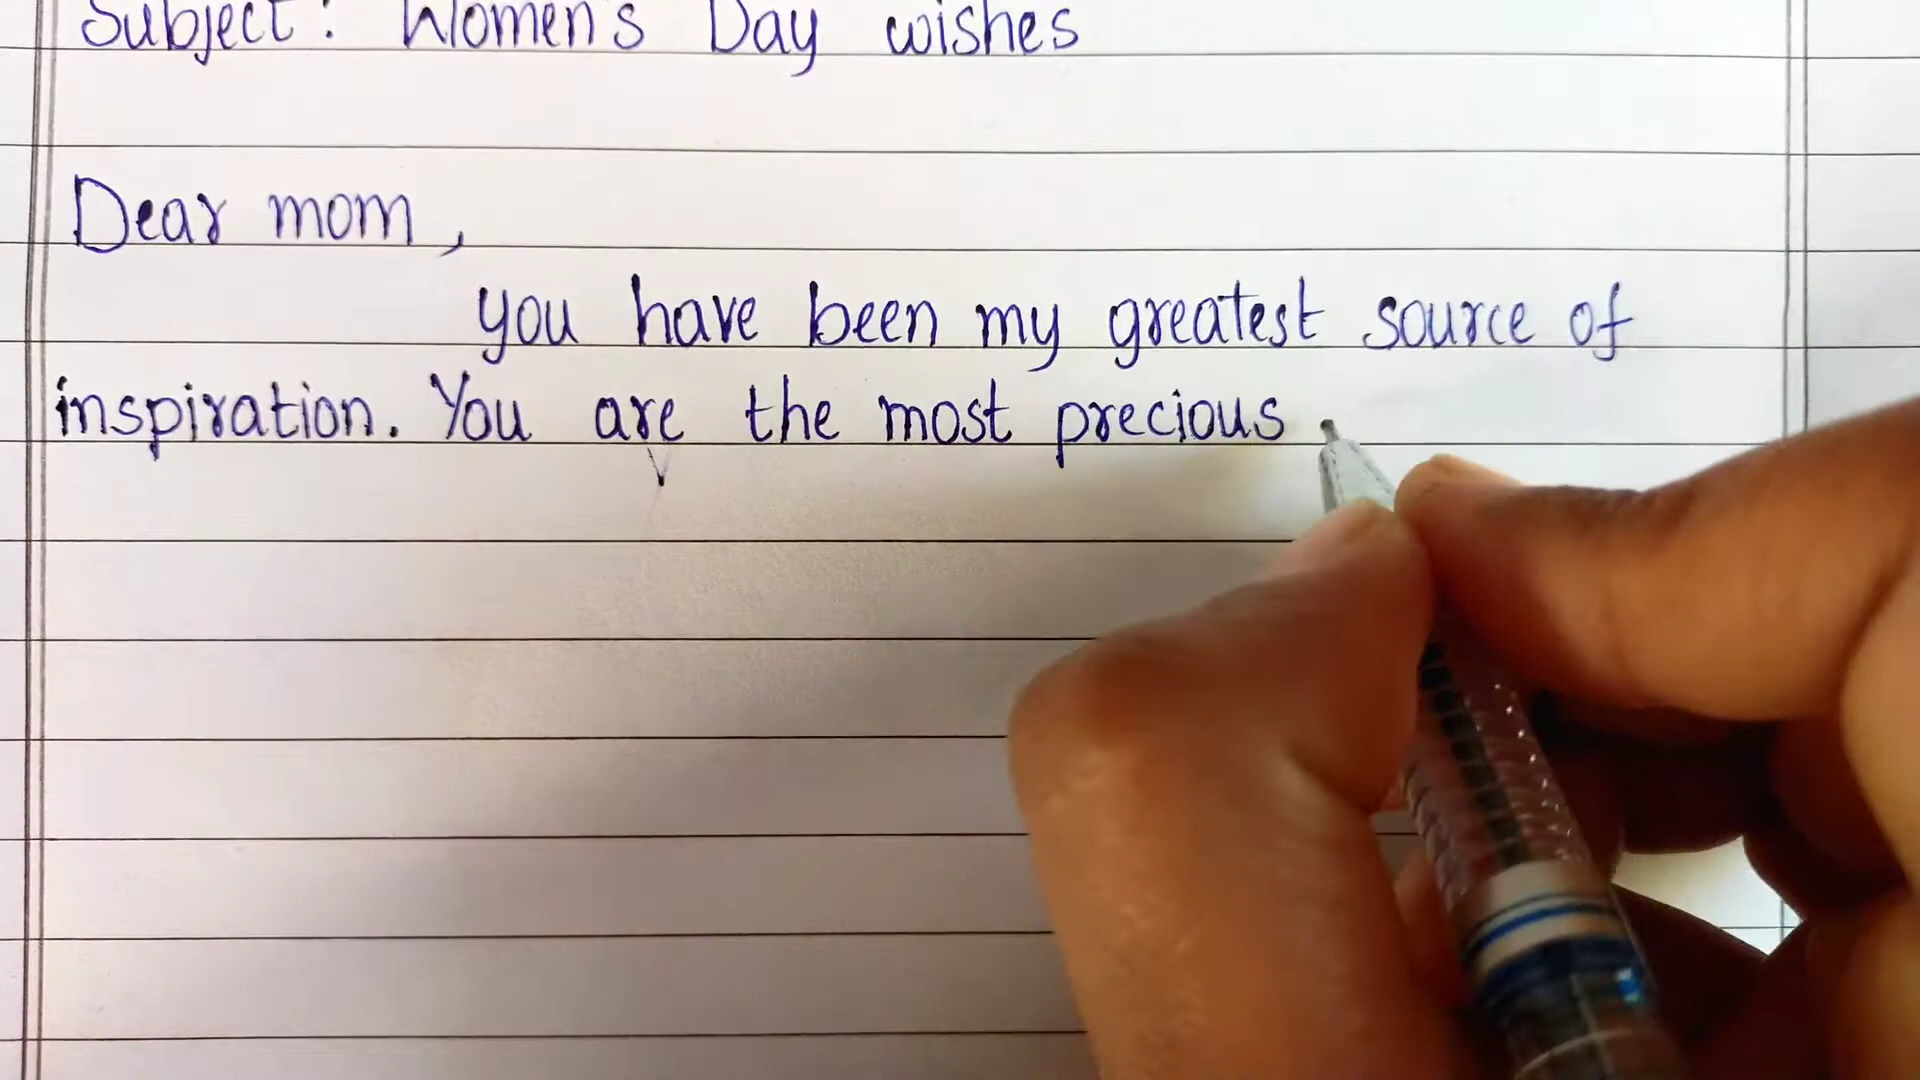 Subject: Women's Day wishes
Dear mom,
you have been my greatest source of
inspiration. You are the most precious